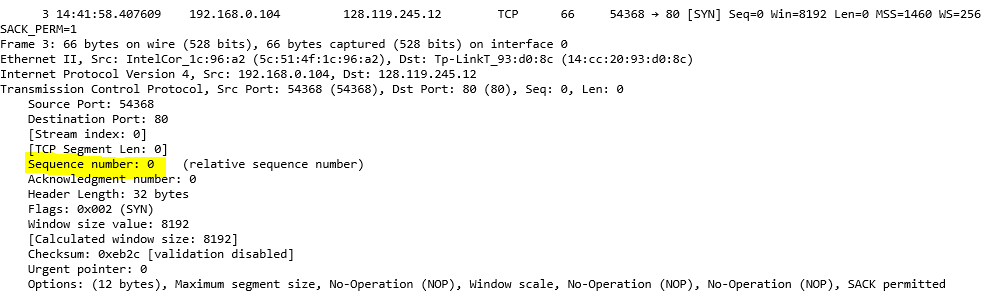 3 14:41:58.407609 192.168.0.104 128.119.245.12 TCP 66 54368 → 80 [SYN] Seq=0 Win=8192 Len=0 MSS=1460 WS=256
SACK_PERM=1
Frame 3: 66 bytes on wire (528 bits), 66 bytes captured (528 bits) on interface 0
Ethernet II, Src: IntelCor_1c:96:a2 (5c:51:4f:1c:96:a2), Dst: Tp-LinkT_93:d0:8c (14:cc:20:93:d0:8c)
Internet Protocol Version 4, Src: 192.168.0.104, Dst: 128.119.245.12
Transmission Control Protocol, Src Port: 54368 (54368), Dst Port: 80 (80), Seq: 0, Len: 0
Source Port: 54368
Destination Port: 80
[Stream index: 0]
[TCP Segment Len: 0]
Sequence number: 0 (relative sequence number)
Acknowledgment number: 0
Header Length: 32 bytes
Flags: 0x002 (SYN)
Window size value: 8192
[Calculated window size: 8192]
Checksum: 0xeb2c [validation disabled]
Urgent pointer: 0
Options: (12 bytes), Maximum segment size, No-Operation (NOP), Window scale, No-Operation (NOP), No-Operation (NOP), SACK permitted